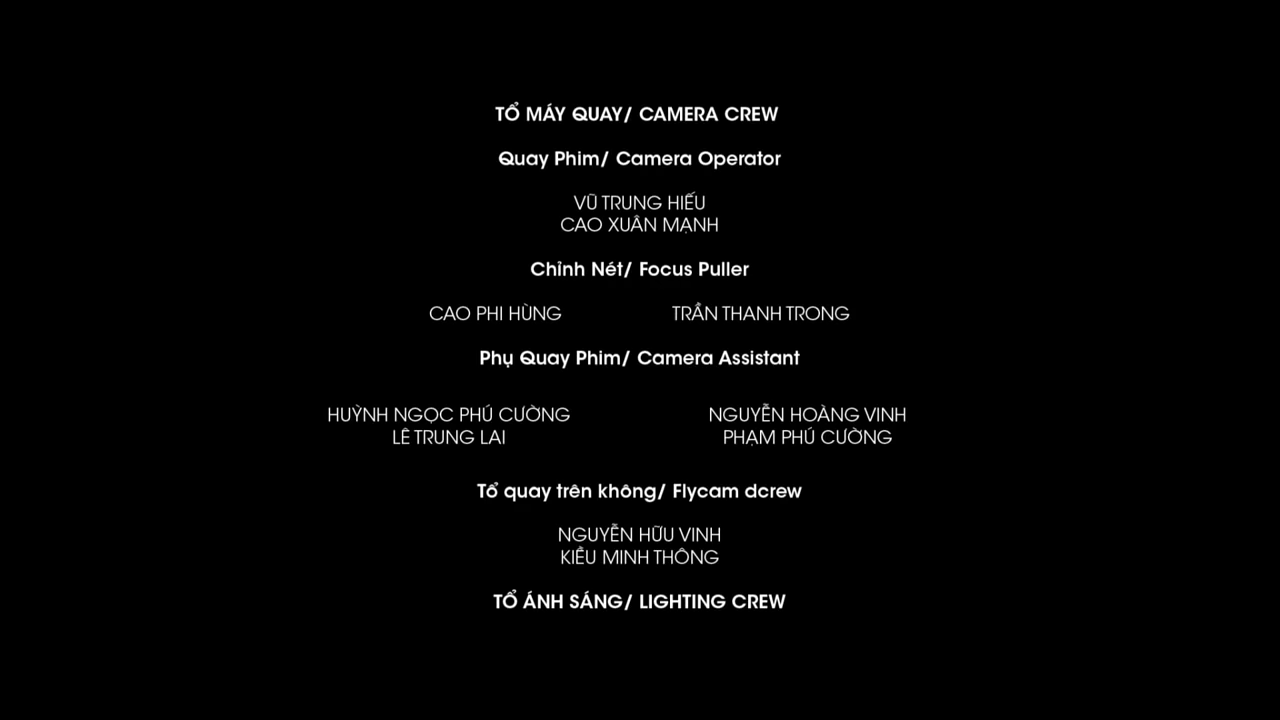 TỔ MÁY QUAY/ CAMERA CREW
Quay Phim/ Camera Operator
VŨ TRUNG HIẾU
CAO XUÂN MẠNH
Chỉnh Nét/ Focus Puller
CAO PHI HÙNG TRẦN THANH TRONG
Phụ Quay Phim/ Camera Assistant
HUỲNH NGỌC PHÚ CƯỜNG NGUYỄN HOÀNG VINH
LÊ TRUNG LAI PHẠM PHÚ CƯỜNG
Tổ quay trên không/ Flycam dcrew
NGUYỄN HỮU VINH
KIỀU MINH THÔNG
TỔ ÁNH SÁNG/ LIGHTING CREW